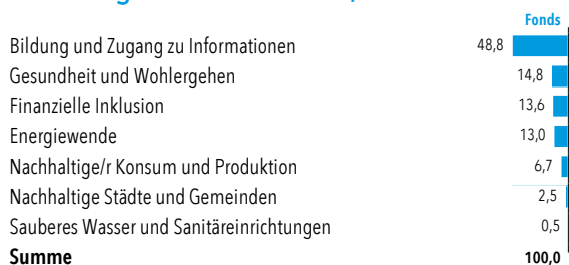 Fonds
Bildung und Zugang zu Informationen 48,8
Gesundheit und Wohlergehen 14,8
Finanzielle Inklusion 13,6
Energiewende 13,0
Nachhaltige/r Konsum und Produktion 6,7
Nachhaltige Städte und Gemeinden 2,5
Sauberes Wasser und Sanitäreinrichtungen 0,5
Summe 100,0